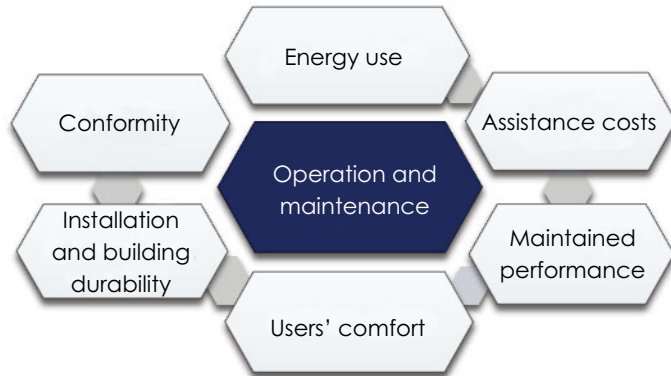 Energy use
Conformity
Assistance costs
Operation and
maintenance
Installation
and building
durability
Maintained
performance
Users’ comfort